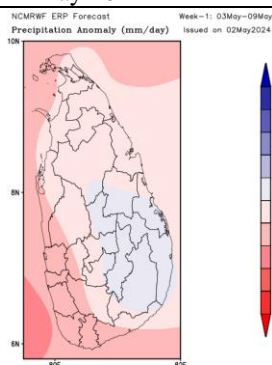 NCMRWF ERP Forecast Week-1: 03May-09May
Precipitation Anomaly (mm/day) Issued on 02May2024
10N
8N
6N